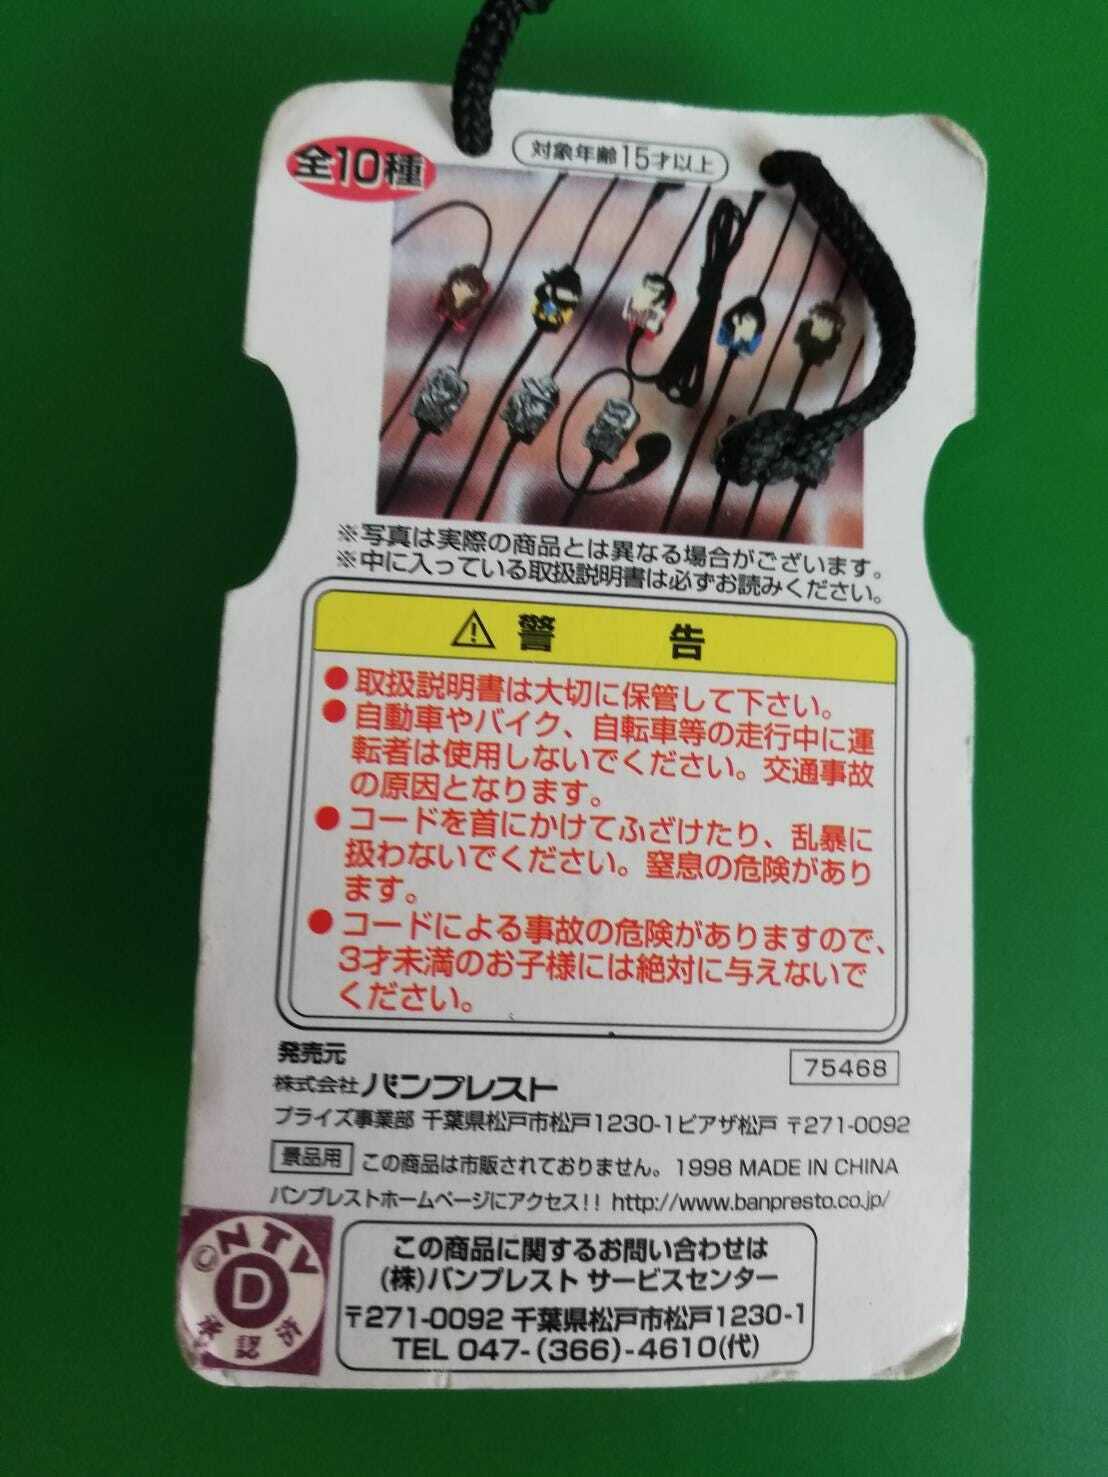 全10種
対象年齢15才以上
※写真は実際の商品とは異なる場合がございます。
※中に入っている取扱説明書は必ずお読みください。
警告
●取扱説明書は大切に保管して下さい。
●自動車やバイク、自転車等の走行中に運
転者は使用しないでください。交通事故
の原因となります。
●コードを首にかけてふざけたり、乱暴に
扱わないでください。窒息の危険があり
ます。
●コードによる事故の危険がありますので、
3才未満のお子様には絶対に与えないで
ください。
発売元
75468
株式会社バンプレスト
プライズ事業部 千葉県松戸市松戸1230-1ピアザ松戸 〒271-0092
景品用 この商品は市販されておりません。1998 MADE IN CHINA
バンプレストホームページにアクセス!! http://www.banpresto.co.jp/
©NTV
D
承認済
この商品に関するお問い合わせは
(株)バンプレスト サービスセンター
〒271-0092 千葉県松戸市松戸1230-1
TEL 047-(366)-4610(代)